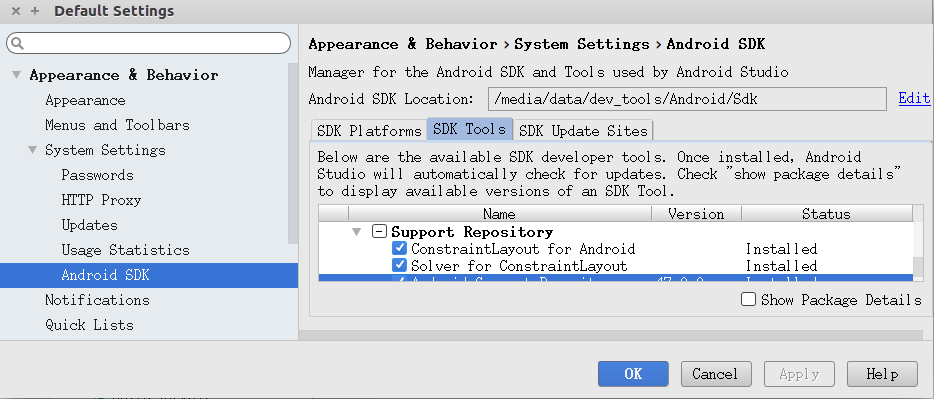 Default Settings
Appearance & Behavior
Appearance
Menus and Toolbars
System Settings
Passwords
HTTP Proxy
Updates
Usage Statistics
Android SDK
Notifications
Quick Lists
Appearance & Behavior › System Settings › Android SDK
Manager for the Android SDK and Tools used by Android Studio
Android SDK Location: /media/data/dev_tools/Android/Sdk Edit
SDK Platforms SDK Tools SDK Update Sites
Below are the available SDK developer tools. Once installed, Android
Studio will automatically check for updates. Check "show package details"
to display available versions of an SDK Tool.
Name Version Status
Support Repository
ConstraintLayout for Android Installed
Solver for ConstraintLayout Installed
Show Package Details
OK Cancel Apply Help